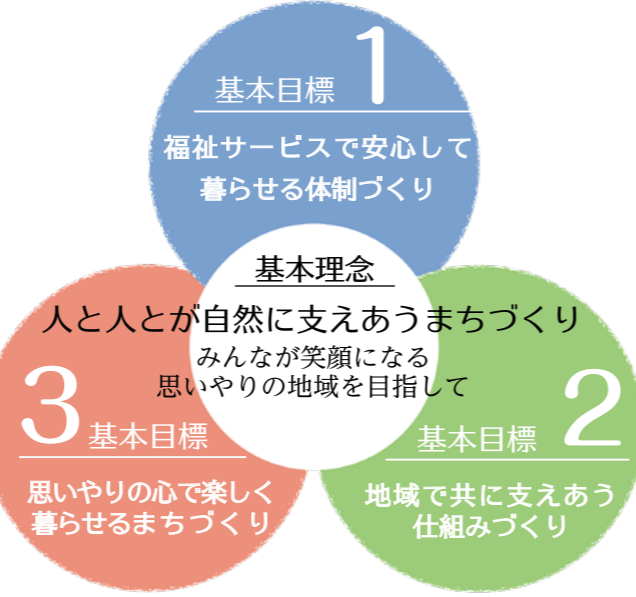 基本目標 1
福祉サービスで安心して
暮らせる体制づくり
基本理念
人と人とが自然に支えあうまちづくり
みんなが笑顔になる
思いやりの地域を目指して
基本目標 2
地域で共に支えあう
仕組みづくり
3 基本目標
思いやりの心で楽しく
暮らせるまちづくり